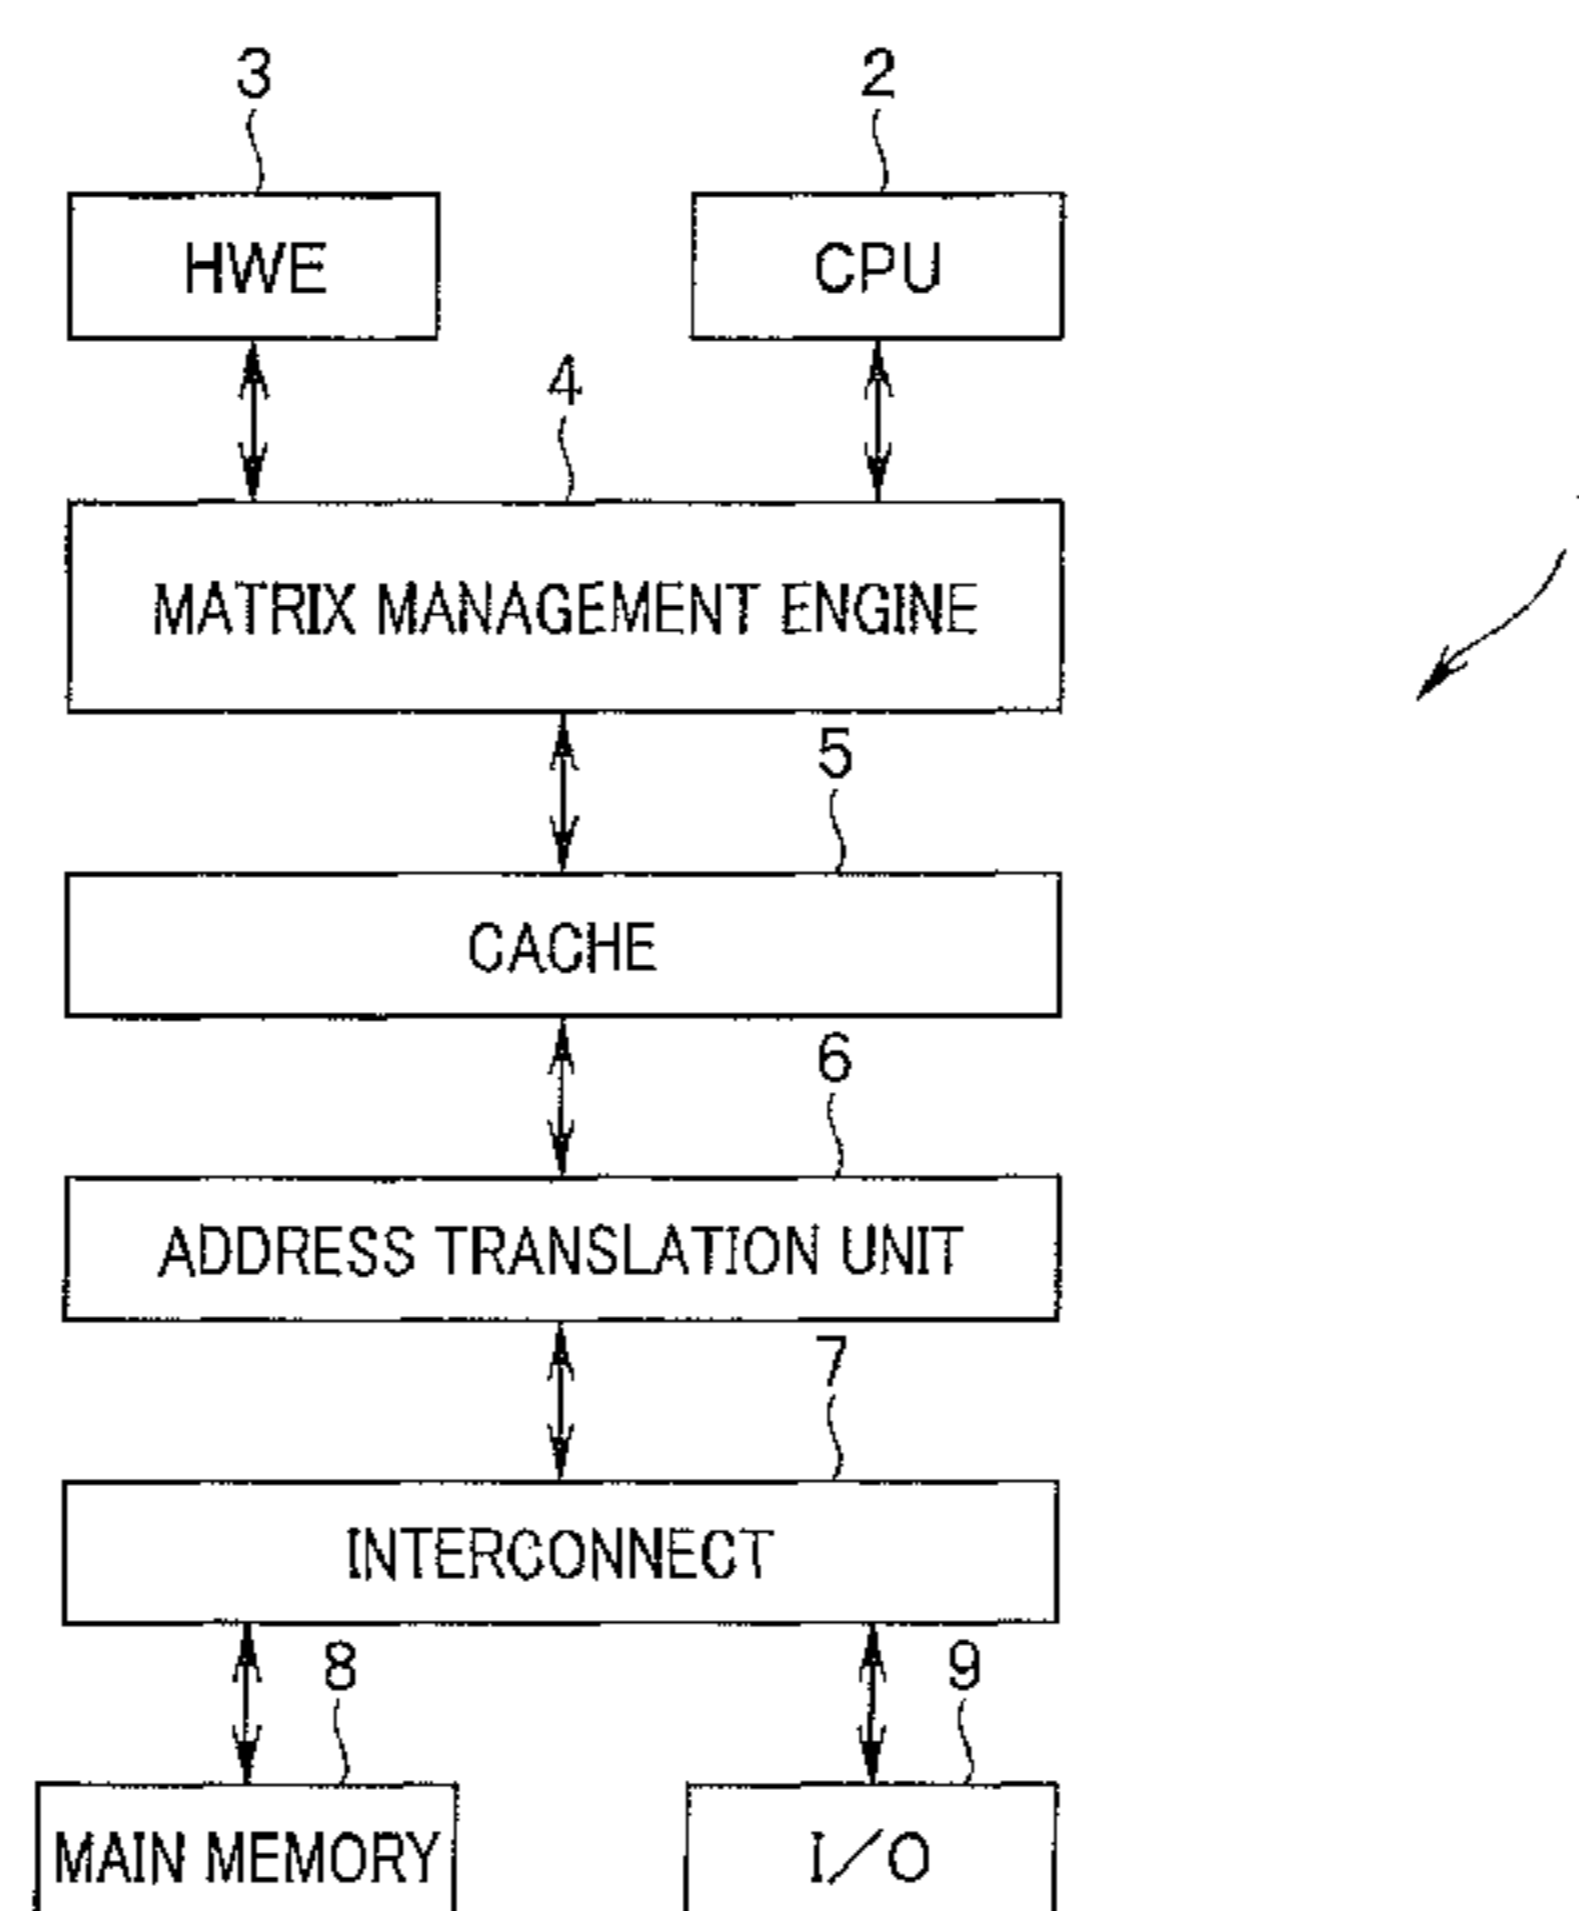 3 2
HWE CPU
4
MATRIX MANAGEMENT ENGINE
5
CACHE
6
ADDRESS TRANSLATION UNIT
7
INTERCONNECT
8 9
MAIN MEMORY I/O